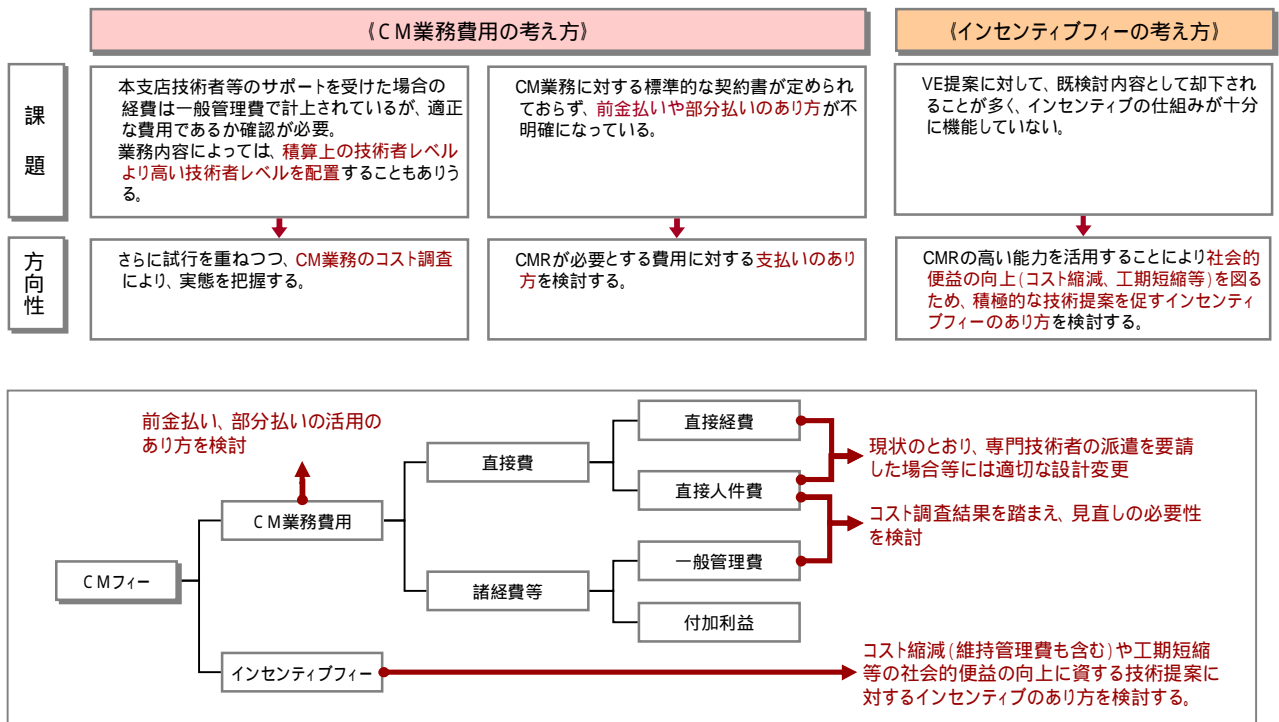 《CM業務費用の考え方》
《インセンティブフィーの考え方》
課
題
本支店技術者等のサポートを受けた場合の
経費は一般管理費で計上されているが、適正
な費用であるか確認が必要。
業務内容によっては、積算上の技術者レベル
より高い技術者レベルを配置することもありう
る。
CM業務に対する標準的な契約書が定められ
ておらず、前金払いや部分払いのあり方が不
明確になっている。
VE提案に対して、既検討内容として却下され
ることが多く、インセンティブの仕組みが十分
に機能していない。
方
向
性
さらに試行を重ねつつ、CM業務のコスト調査
により、実態を把握する。
CMRが必要とする費用に対する支払いのあり
方を検討する。
CMRの高い能力を活用することにより社会的
便益の向上(コスト縮減、工期短縮等)を図る
ため、積極的な技術提案を促すインセンティ
ブフィーのあり方を検討する。
前金払い、部分払いの活用の
あり方を検討
直接経費
直接費
現状のとおり、専門技術者の派遣を要請
した場合等には適切な設計変更
直接人件費
CM業務費用
コスト調査結果を踏まえ、見直しの必要性
を検討
一般管理費
CMフィー
諸経費等
付加利益
インセンティブフィー
コスト縮減(維持管理費も含む)や工期短縮
等の社会的便益の向上に資する技術提案に
対するインセンティブのあり方を検討する。